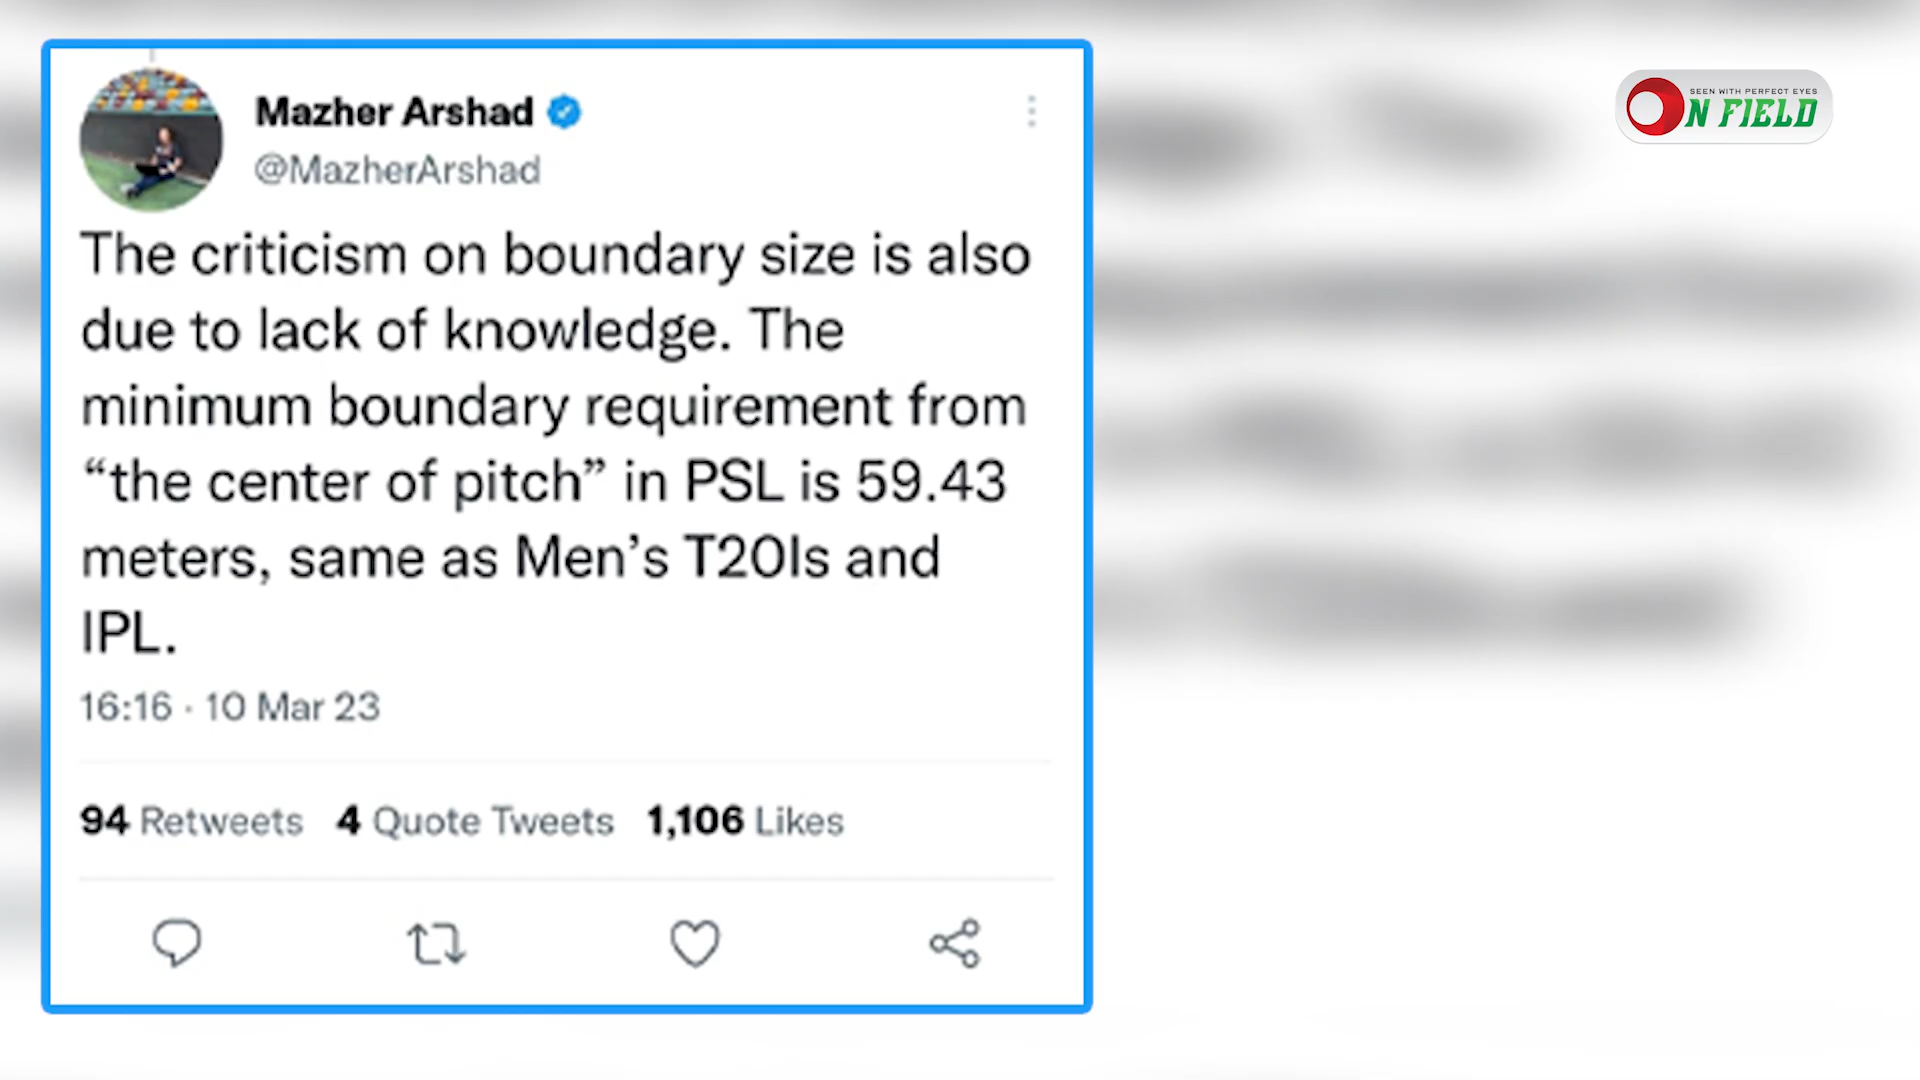 Mazher Arshad
@MazherArshad
The criticism on boundary size is also
due to lack of knowledge. The
minimum boundary requirement from
“the center of pitch” in PSL is 59.43
meters, same as Men’s T20Is and
IPL.
16:16 · 10 Mar 23
94 Retweets 4 Quote Tweets 1,106 Likes
SEEN WITH PERFECT EYES
ON FIELD